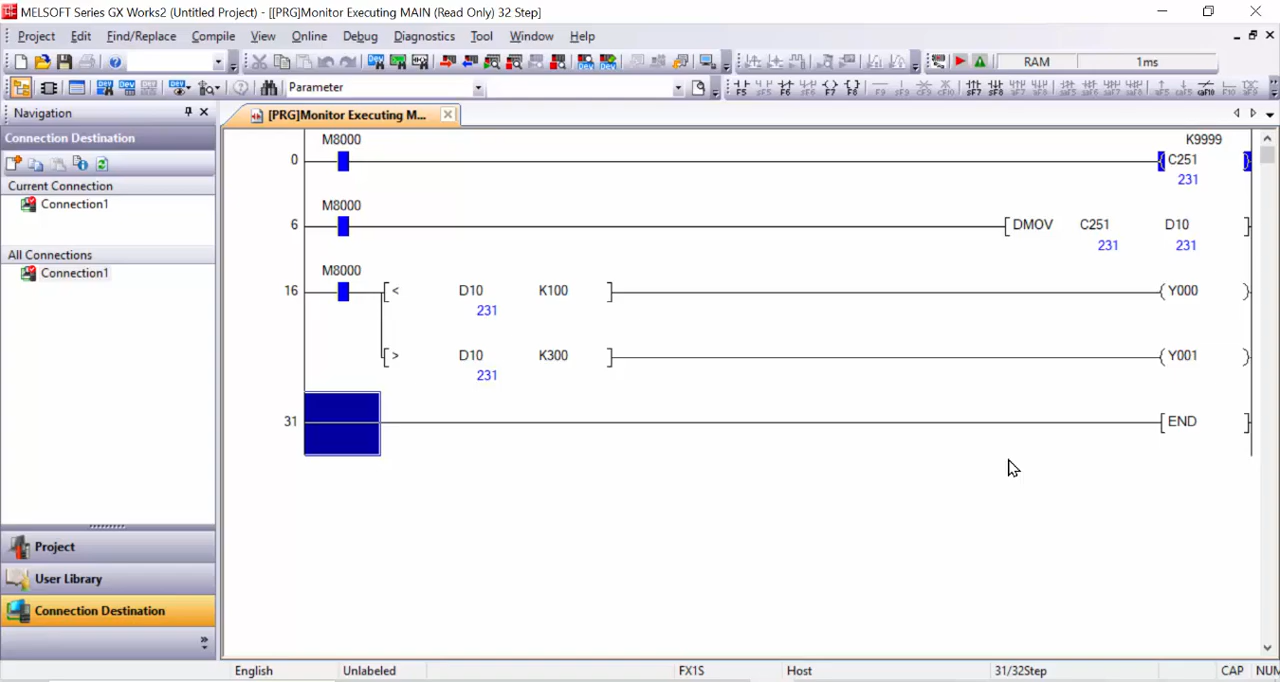 MELSOFT Series GX Works2 (Untitled Project) - [[PRG]Monitor Executing MAIN (Read Only) 32 Step]
Project Edit Find/Replace Compile View Online Debug Diagnostics Tool Window Help
RAM 1ms
Parameter
Navigation
[PRG]Monitor Executing M...
Connection Destination
Current Connection
Connection1
All Connections
Connection1
Project
User Library
Connection Destination
M8000 K9999
0 C251
231
M8000
6 DMOV C251 D10
231 231
M8000
16 < D10 K100 Y000
231
> D10 K300 Y001
231
31 END
English Unlabeled FX1S Host 31/32Step CAP NUM